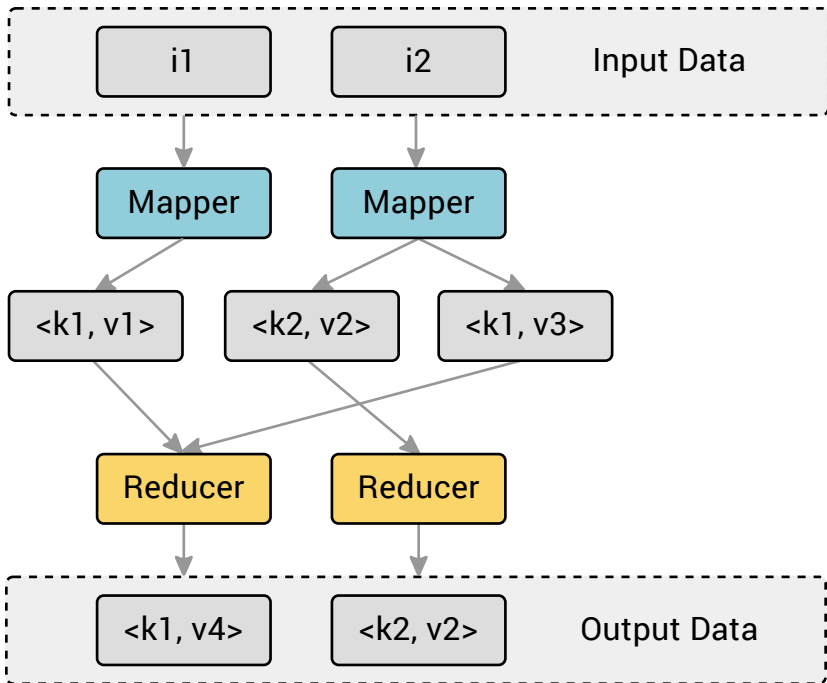 i1
i2
Input Data
Mapper
Mapper
<k1, v1>
<k2, v2>
<k1, v3>
Reducer
Reducer
<k1, v4>
<k2, v2>
Output Data